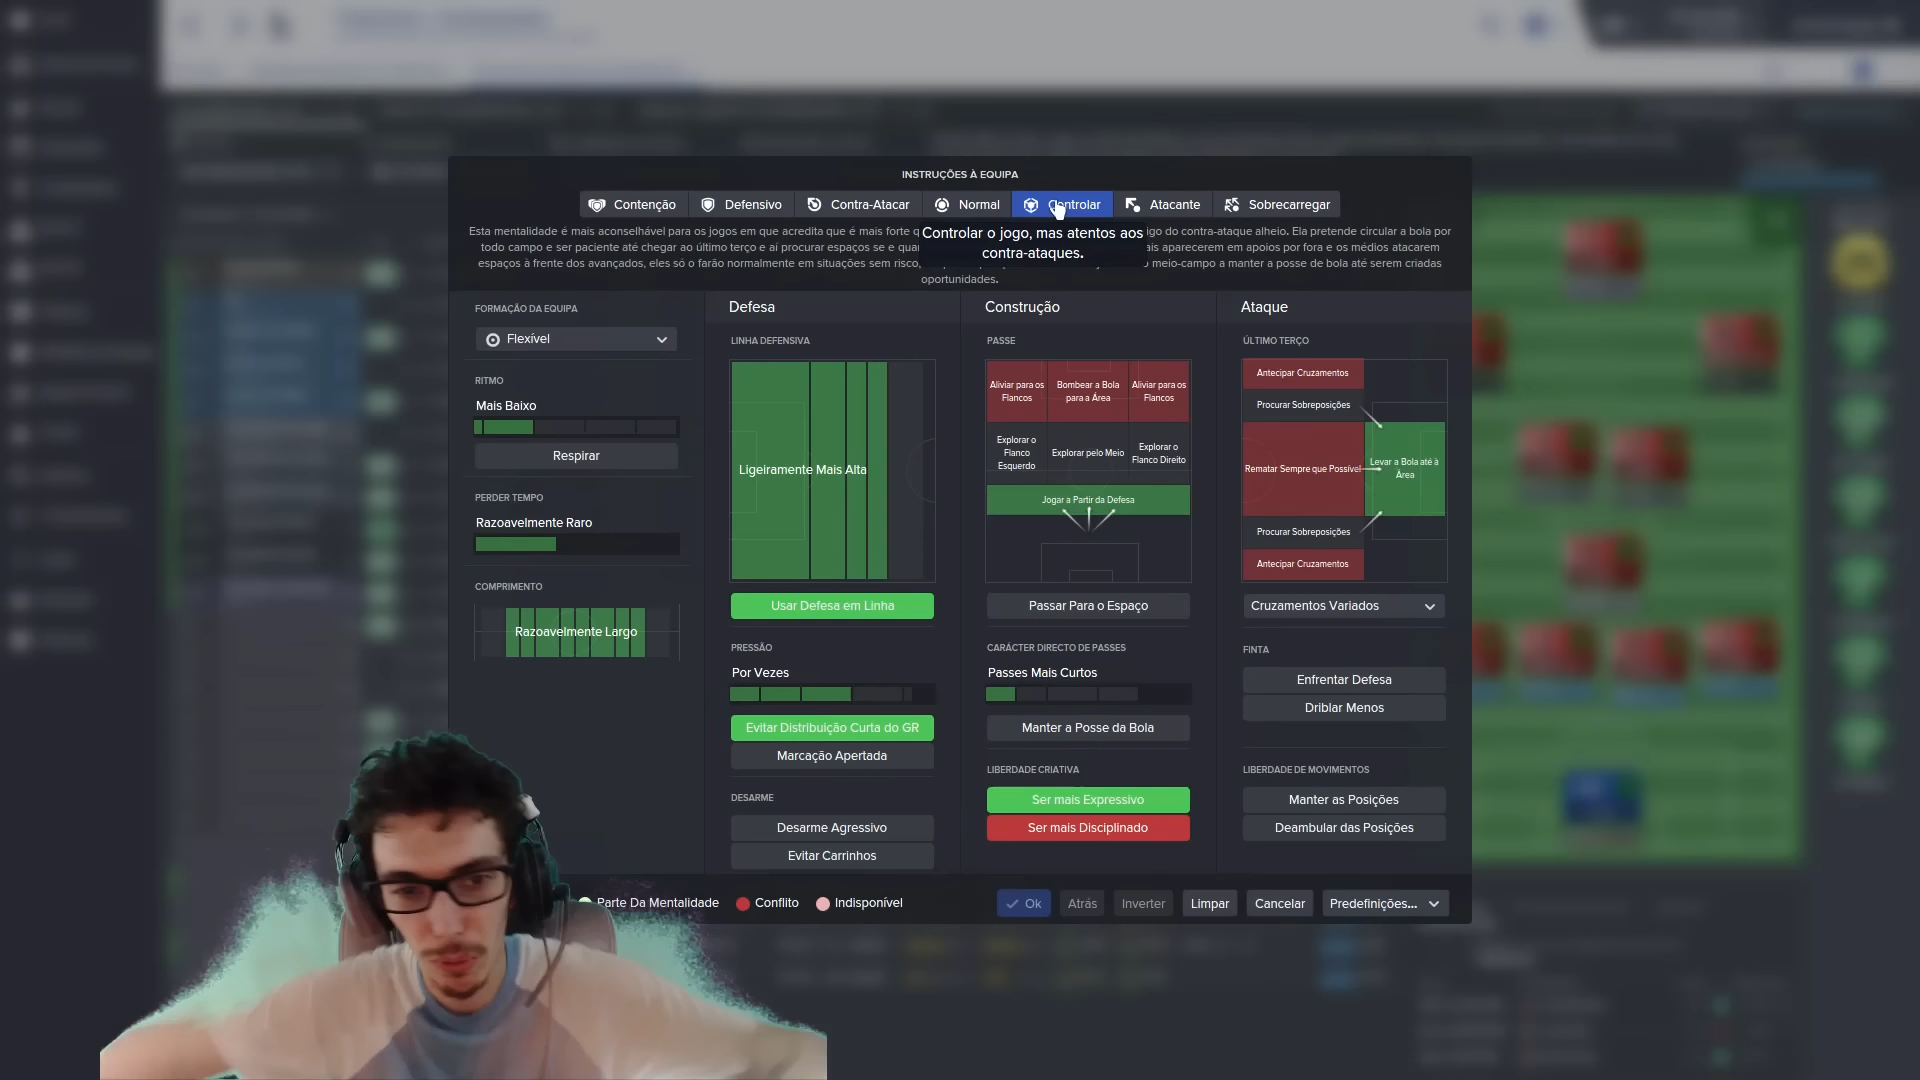 INSTRUÇÕES À EQUIPA
Contenção
Defensivo
Contra-Atacar
Normal
Controlar
Atacante
Sobrecarregar
Esta mentalidade é mais aconselhável para os jogos em que acredita que é mais forte
igo do contra-ataque alheio. Ela pretende circular a bola por
todo campo e ser paciente até chegar ao último terço e aí procurar espaços se e
ais aparecem em apoios por fora e os médios atacarem
espaços à frente dos avançados, eles só o farão normalmente em situações sem risco,
meio-campo a manter a posse de bola até serem criadas
oportunidades.
Controlar o jogo, mas atentos aos
contra-ataques.
FORMAÇÃO DA EQUIPA
Flexível
RITMO
Mais Baixo
Respirar
PERDER TEMPO
Razoavelmente Raro
COMPRIMENTO
Razoavelmente Largo
Defesa
LINHA DEFENSIVA
Ligeiramente Mais Alta
Usar Defesa em Linha
PRESSÃO
Por Vezes
Evitar Distribuição Curta do GR
Marcação Apertada
DESARME
Desarme Agressivo
Evitar Carrinhos
Construção
PASSE
Aliviar para os
Flancos
Bombear a Bola
para a Área
Aliviar para os
Flancos
Explorar o
Flanco
Esquerdo
Explorar pelo Meio
Explorar o
Flanco Direito
Jogar a Partir da Defesa
Passar Para o Espaço
CARÁCTER DIRECTO DE PASSES
Passes Mais Curtos
Manter a Posse da Bola
LIBERDADE CRIATIVA
Ser mais Expressivo
Ser mais Disciplinado
Ataque
ÚLTIMO TERÇO
Antecipar Cruzamentos
Procurar Sobreposições
Rematar Sempre que Possível
Levar a Bola até à
Área
Procurar Sobreposições
Antecipar Cruzamentos
Cruzamentos Variados
FINTA
Enfrentar Defesa
Driblar Menos
LIBERDADE DE MOVIMENTOS
Manter as Posições
Deambular das Posições
Parte Da Mentalidade
Conflito
Indisponível
Ok
Atrás
Inverter
Limpar
Cancelar
Predefinições...